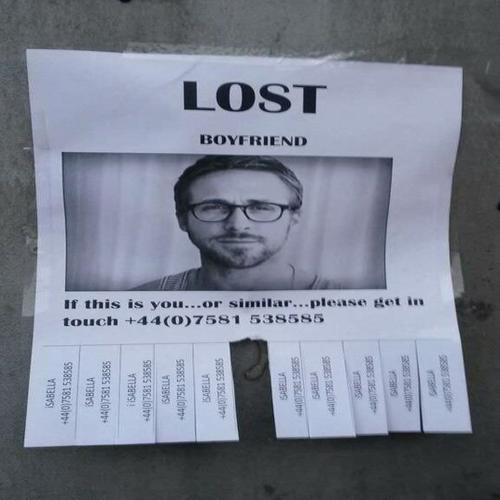 LOST
BOYFRIEND
If this is you...or similar...please get in
touch +44(0)7581 538585
iSABELLA
+44(0)7581 538585
iSABELLA
+44(0)7581 538585
i SABELLA
+44(0)7581 538585
iSABELLA
+44(0)7581 538585
iSABELLA
+44(0)7581 538585
iSABELLA
+44(0)7581 538585
iSABELLA
+44(0)7581 538585
iSABELLA
+44(0)7581 538585
iSABELLA
+44(0)7581 538585
iSABELLA
+44(0)7581 538585